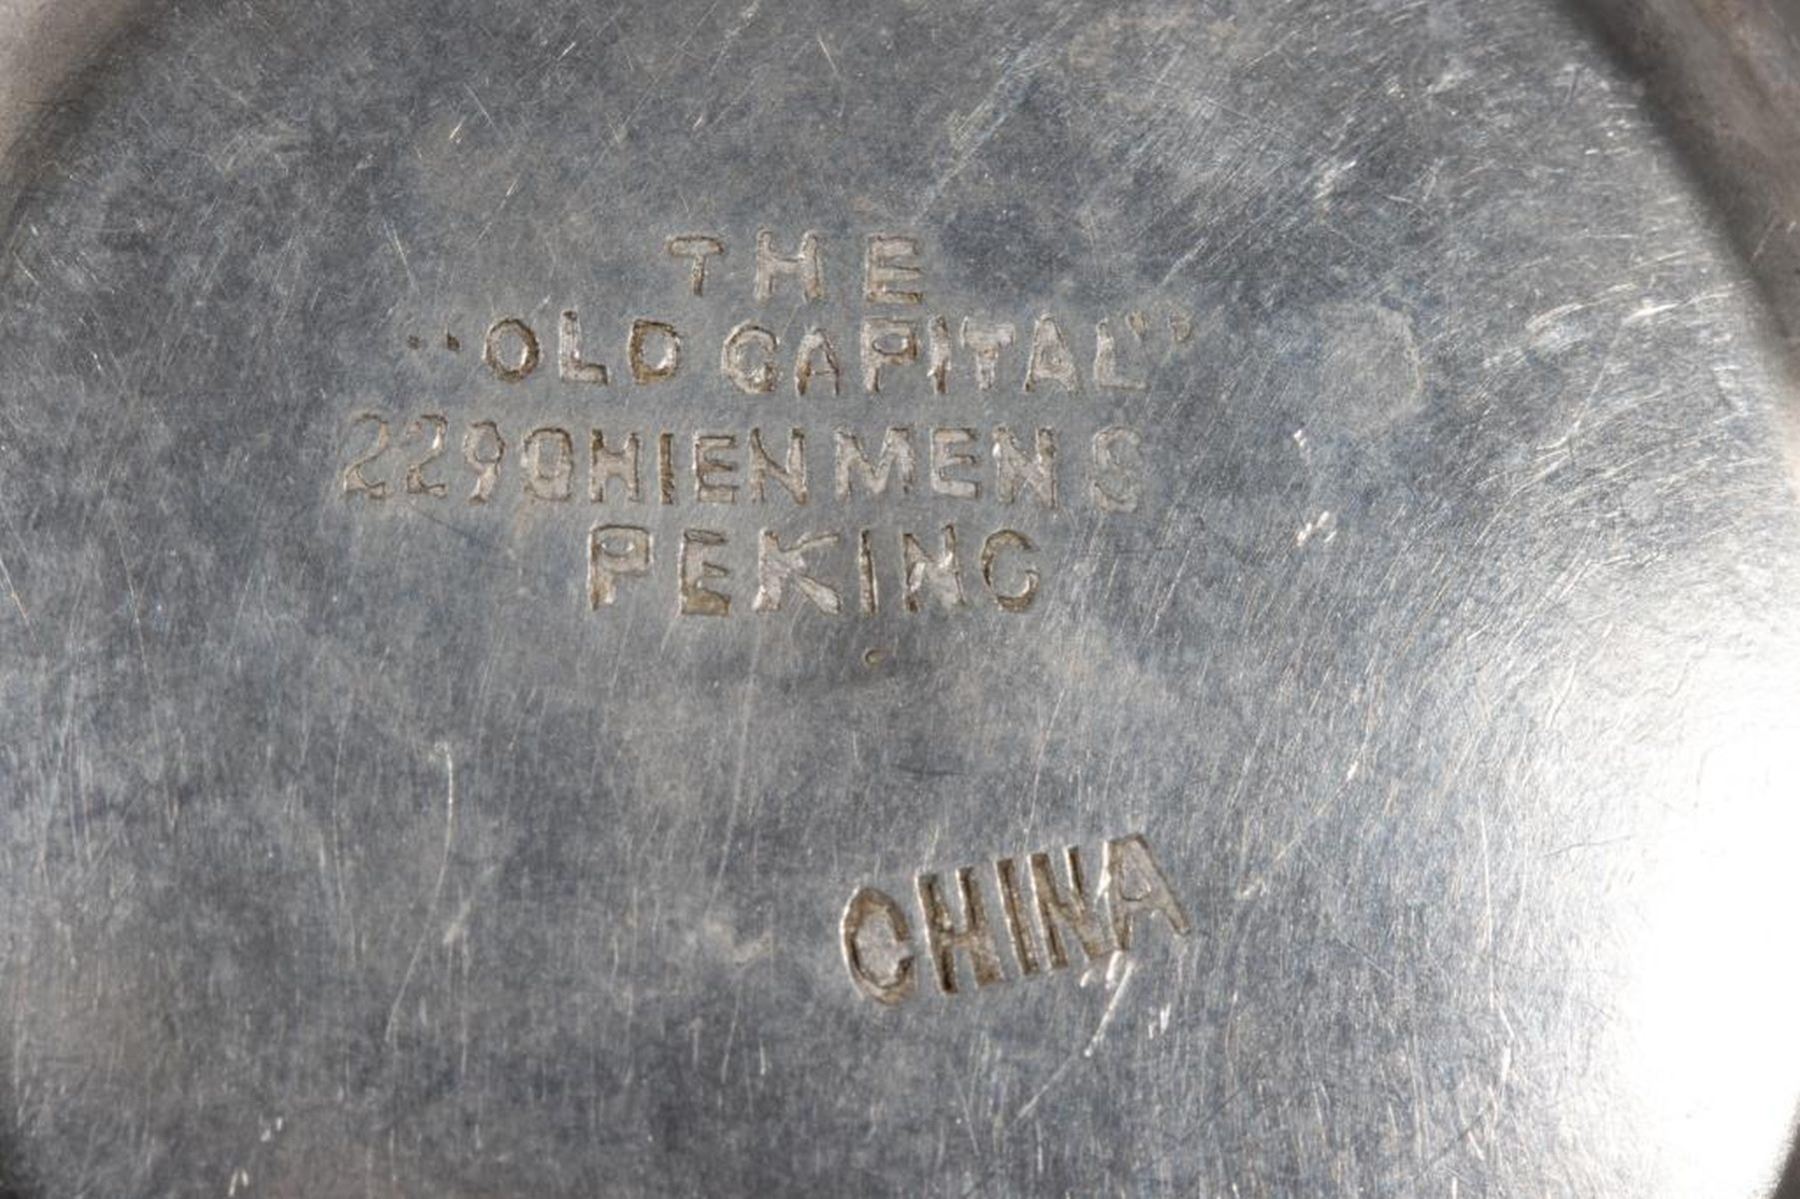 THE
"OLD CAPITAL"
229 CHIEN MEN S
PEKING
CHINA